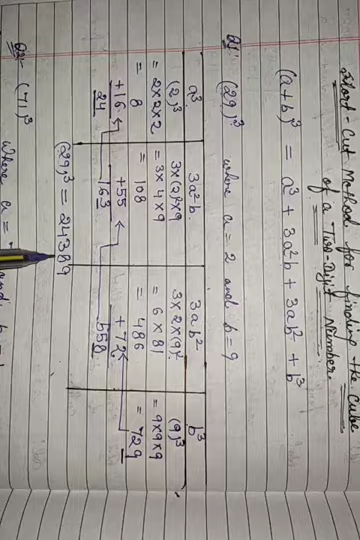 Short-Cut Method for finding the Cube
of a Two-Digit Number.
(a+b)³ = a³ + 3a²b + 3ab² + b³
Q1 (29)³ where a = 2 and b = 9
a³ 3a²b 3ab² b³
(2)³ 3×(2)²×9 3×2×(9)² (9)³
= 2×2×2 = 3×4×9 = 6×81 = 9×9×9
= 8 = 108 = 486 = 729
+16 +55 +72
24 163 558
(29)³ = 24389
Q2 (71)³